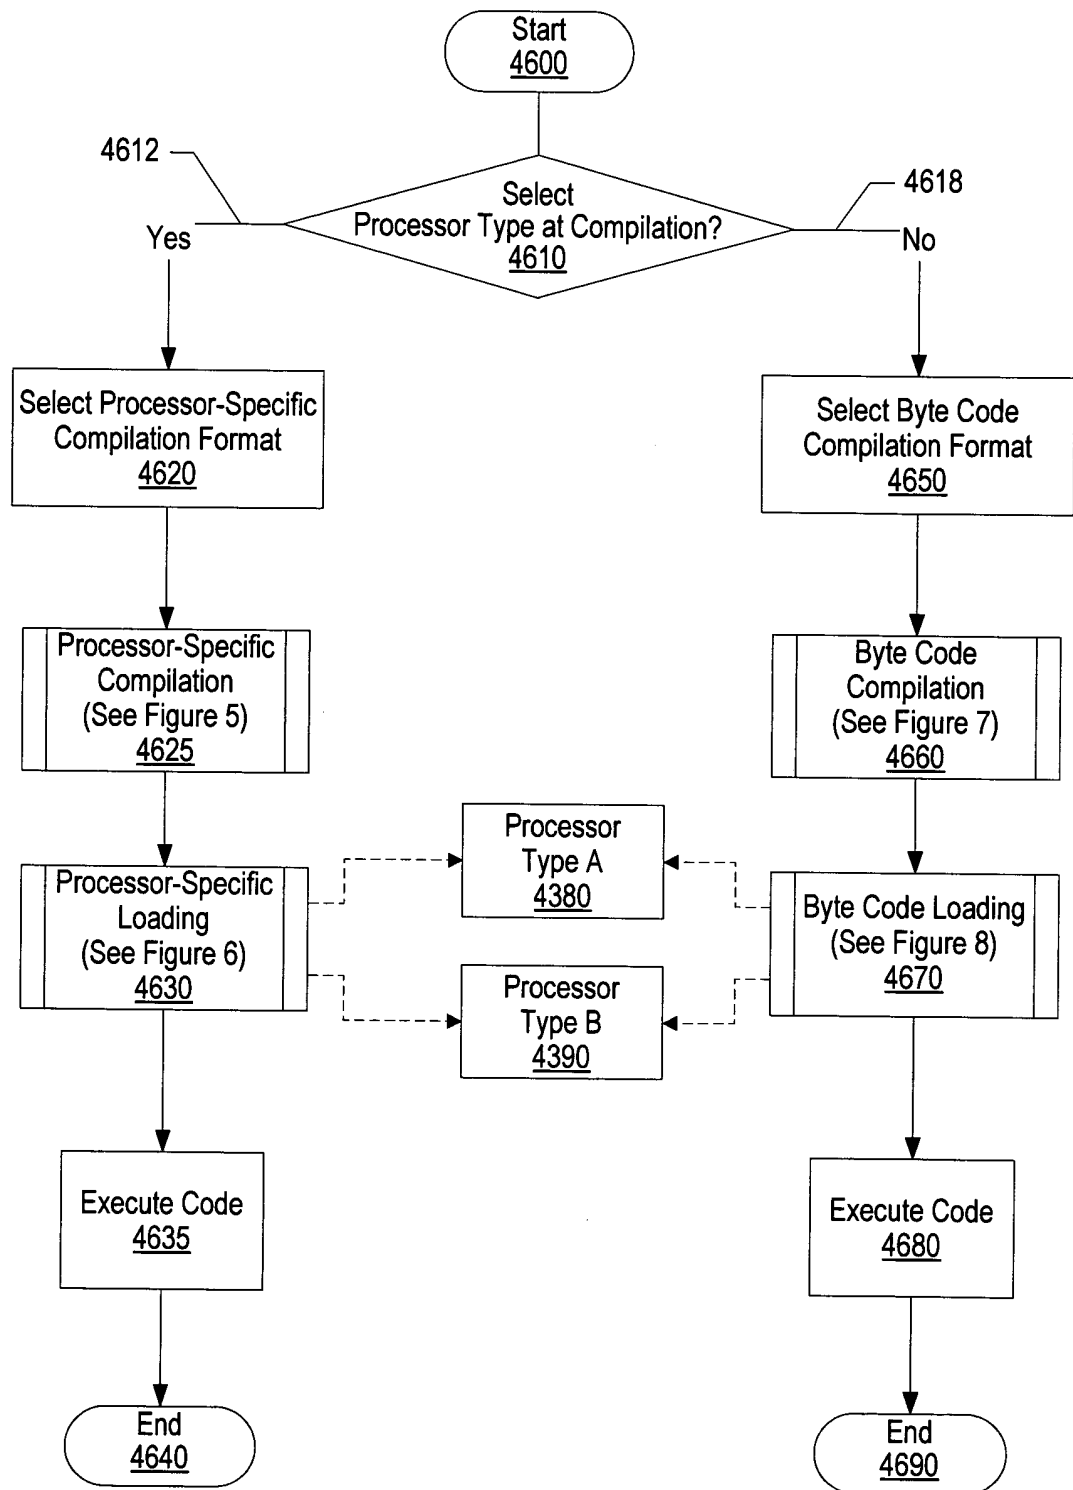 Start
4600
4612
4618
Select
Processor Type at Compilation?
4610
Yes
No
Select Processor-Specific
Compilation Format
4620
Select Byte Code
Compilation Format
4650
Processor-Specific
Compilation
(See Figure 5)
4625
Byte Code
Compilation
(See Figure 7)
4660
Processor
Type A
4380
Processor-Specific
Loading
(See Figure 6)
4630
Byte Code Loading
(See Figure 8)
4670
Processor
Type B
4390
Execute Code
4635
Execute Code
4680
End
4640
End
4690